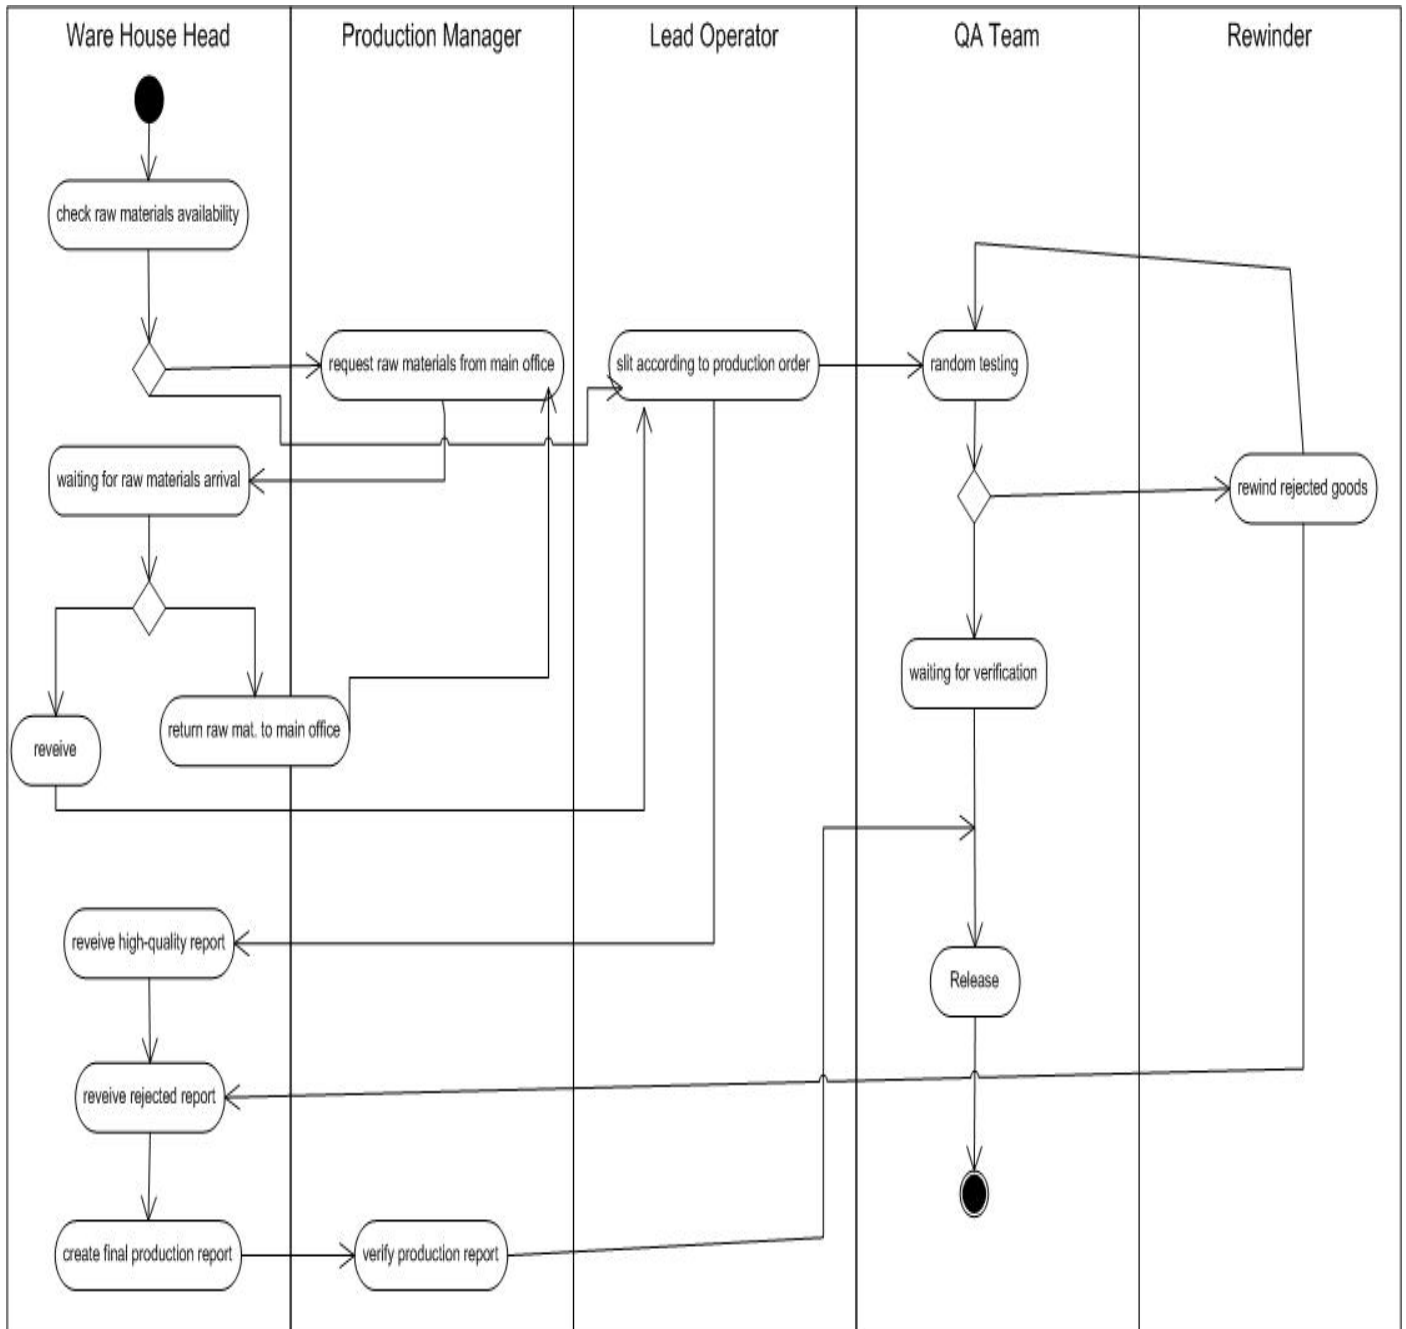 Ware House Head
Production Manager
Lead Operator
QA Team
Rewinder
check raw materials availability
request raw materials from main office
slit according to production order
random testing
waiting for raw materials arrival
rewind rejected goods
waiting for verification
return raw mat. to main office
reveive
reveive high-quality report
Release
reveive rejected report
create final production report
verify production report